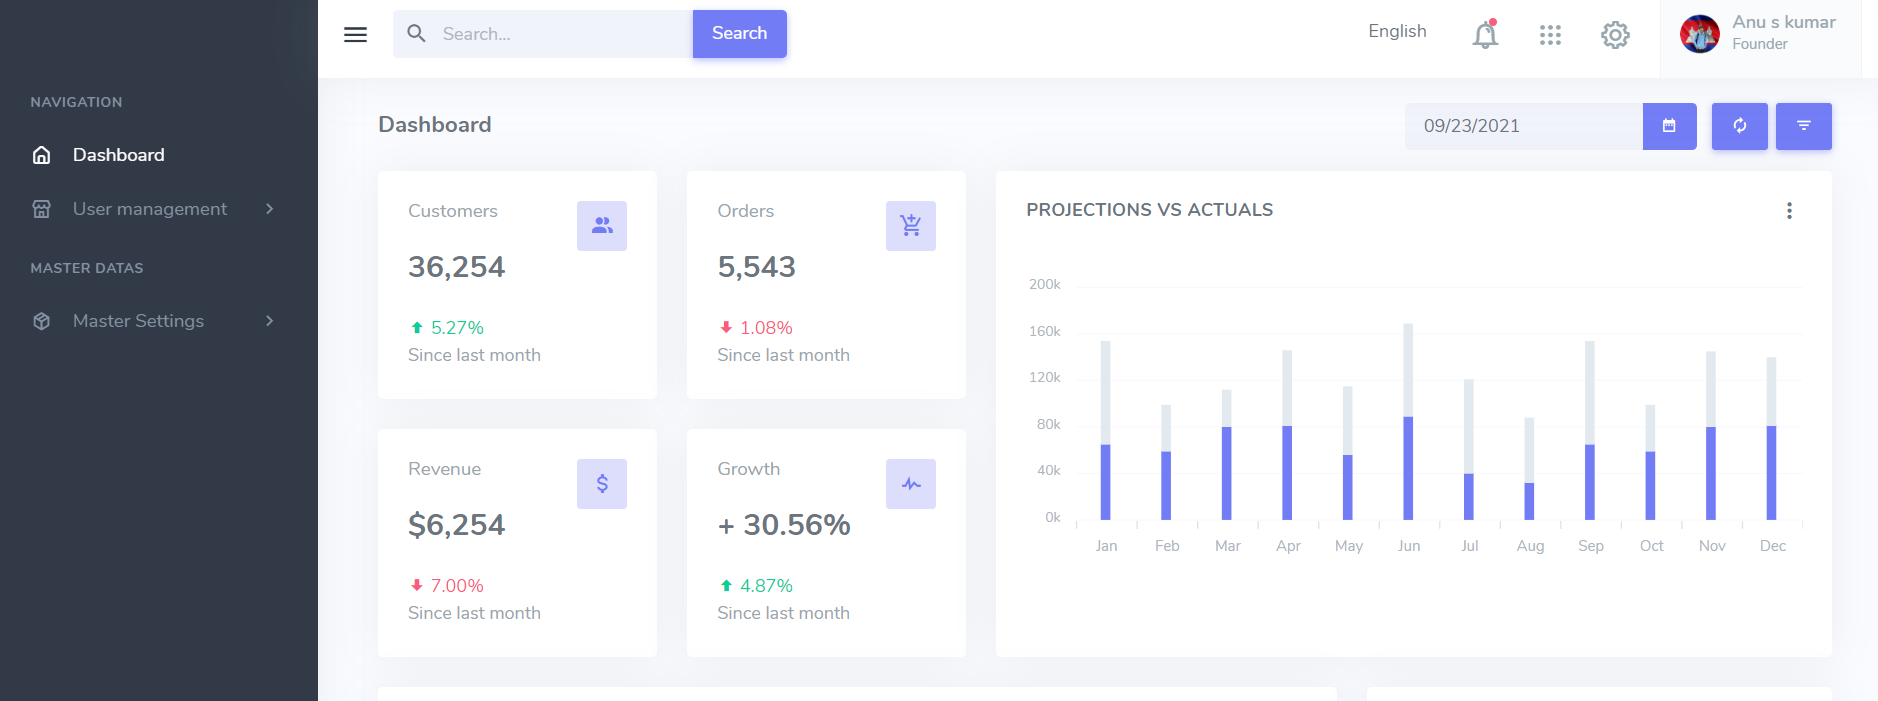 Search...
Search
English
Anu s kumar
Founder
NAVIGATION
Dashboard
User management
MASTER DATAS
Master Settings
Dashboard
09/23/2021
Customers
36,254
5.27%
Since last month
Orders
5,543
1.08%
Since last month
Revenue
$6,254
7.00%
Since last month
Growth
+ 30.56%
4.87%
Since last month
PROJECTIONS VS ACTUALS
200k
160k
120k
80k
40k
0k
Jan Feb Mar Apr May Jun Jul Aug Sep Oct Nov Dec